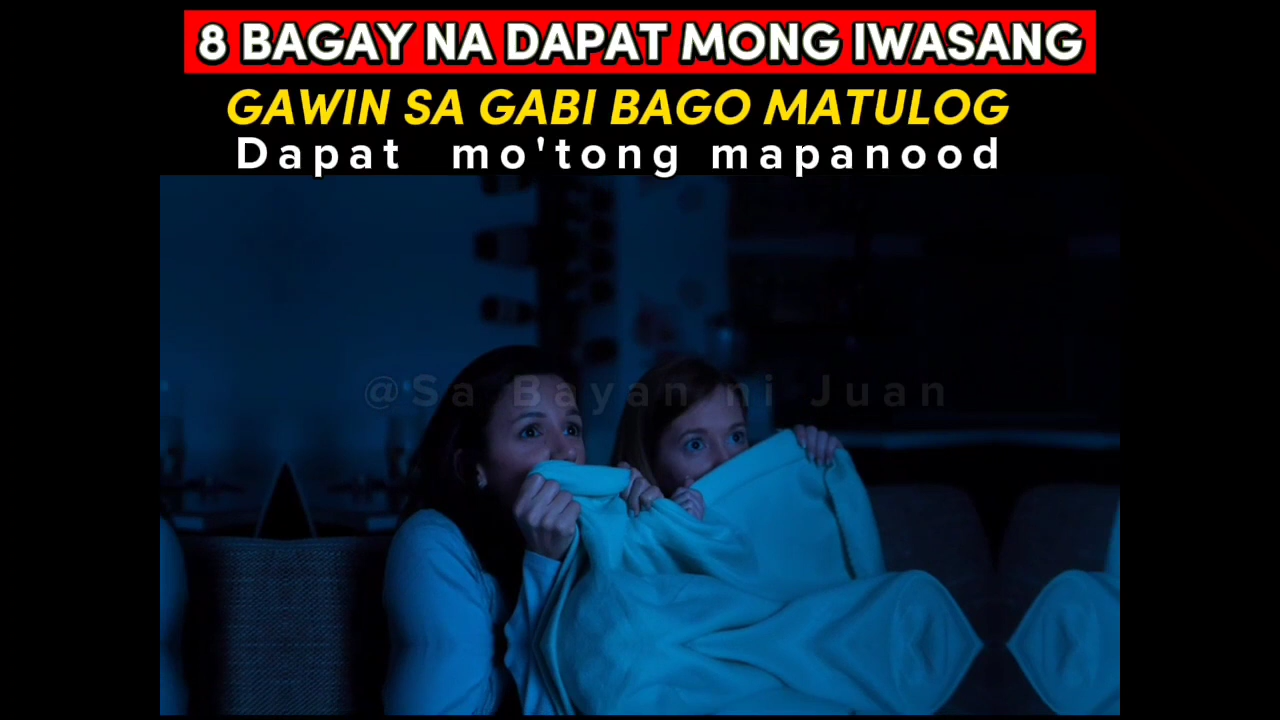 8 BAGAY NA DAPAT MONG IWASANG
GAWIN SA GABI BAGO MATULOG
Dapat mo'tong mapanood
@Sa Bayan ni Juan